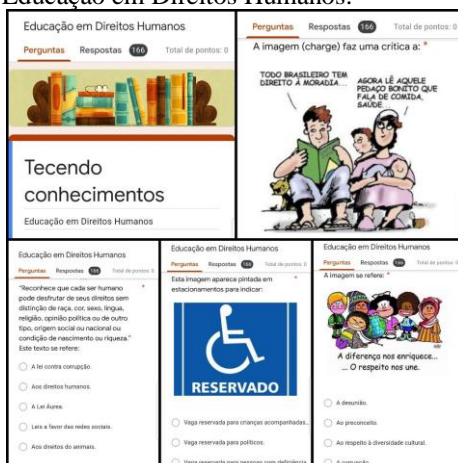 Educação em Direitos Humanos.
Educação em Direitos Humanos
Perguntas Respostas 166 Total de pontos: 0
Tecendo
conhecimentos
Educação em Direitos Humanos
Perguntas Respostas 166 Total de pontos: 0
A imagem (charge) faz uma crítica a: *
TODO BRASILEIRO TEM
DIREITO À MORADIA...
AGORA LÊ AQUELE
PEDAÇO BONITO QUE
FALA DE COMIDA,
SAÚDE...
Educação em Direitos Humanos
Perguntas Respostas 166 Total de pontos: 0
"Reconhece que cada ser humano *
pode desfrutar de seus direitos sem
distinção de raça, cor, sexo, língua,
religião, opinião política ou de outro
tipo, origem social ou nacional ou
condição de nascimento ou riqueza."
Este texto se refere:
A lei contra corrupção.
Aos direitos humanos.
A Lei Áurea.
Leis a favor das redes sociais.
Aos direitos do animais.
Educação em Direitos Humanos
Perguntas Respostas 166 Total de pontos: 0
Esta imagem aparece pintada em *
estacionamentos para indicar:
RESERVADO
Vaga reservada para crianças acompanhadas.
Vaga reservada para políticos.
Vaga reservada para pessoas com deficiência
Educação em Direitos Humanos
Perguntas Respostas 166 Total de pontos: 0
A imagem se refere: *
A diferença nos enriquece...
... O respeito nos une.
A desunião.
Ao preconceito.
Ao respeito à diversidade cultural.
A corrupção.